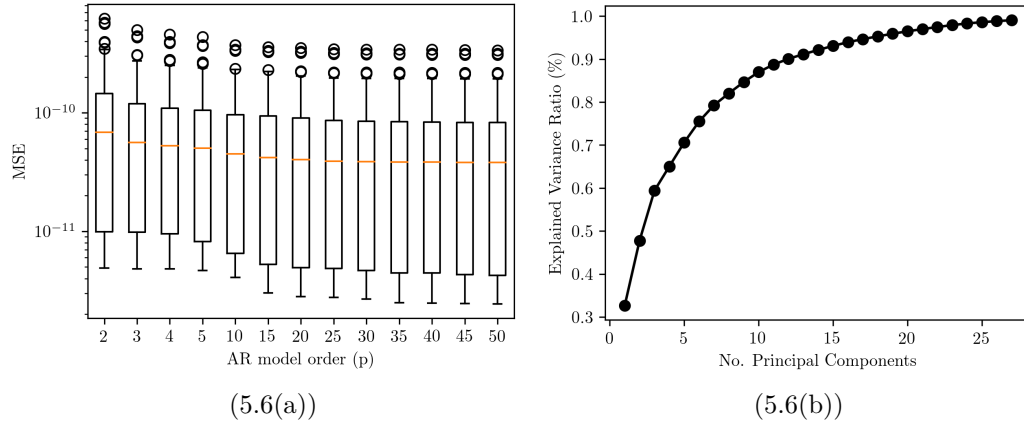 MSE
10⁻¹⁰
10⁻¹¹
2 3 4 5 10 15 20 25 30 35 40 45 50
AR model order (p)
(5.6(a))
Explained Variance Ratio (%)
1.0
0.9
0.8
0.7
0.6
0.5
0.4
0.3
0 5 10 15 20 25
No. Principal Components
(5.6(b))